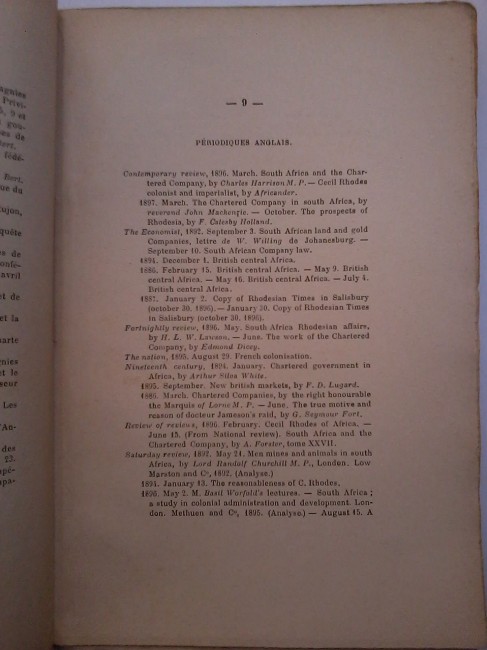 — 9 —
PÉRIODIQUES ANGLAIS.
Contemporary review, 1896. March. South Africa and the Char-
tered Company, by Charles Harrison M. P. — Cecil Rhodes
colonist and imperialist, by Africander.
1897. March. The Chartered Company in south Africa, by
reverend John Mackenzie. — October. The prospects of
Rhodesia, by F. Catesby Holland.
The Economist, 1892. September 3. South African land and gold
Companies, lettre de W. Willing de Johanesburg. —
September 10. South African Company law.
1894. December 1. British central Africa.
1896. February 15. British central Africa. — May 9. British
central Africa. — May 16. British central Africa. — July 4.
British central Africa.
1897. January 2. Copy of Rhodesian Times in Salisbury
(october 30, 1896). — January 30. Copy of Rhodesian Times
in Salisbury (october 30, 1896).
Fortnightly review, 1896. May. South Africa Rhodesian affairs,
by H. L. W. Lawson. — June. The work of the Chartered
Company, by Edmond Dicey.
The nation, 1895. August 29. French colonisation.
Nineteenth century, 1894. January. Chartered government in
Africa, by Arthur Silva White.
1895. September. New british markets, by F. D. Lugard.
1896. March. Chartered Companies, by the right honourable
the Marquis of Lorne M. P. — June. The true motive and
reason of docteur Jameson's raid, by G. Seymour Fort.
Review of reviews, 1896. February. Cecil Rhodes of Africa. —
June 15. (From National review). South Africa and the
Chartered Company, by A. Forster, tome XXVII.
Saturday review, 1892. May 21. Men mines and animals in south
Africa, by Lord Randolf Churchill M. P., London. Low
Marston and Cº, 1892. (Analyse.)
1894. January 13. The reasonableness of C. Rhodes.
1896. May 2. M. Basil Worfold's lectures. — South Africa ;
a study in colonial administration and development. Lon-
don. Methuen and Cº, 1895. (Analyse.) — August 15. A